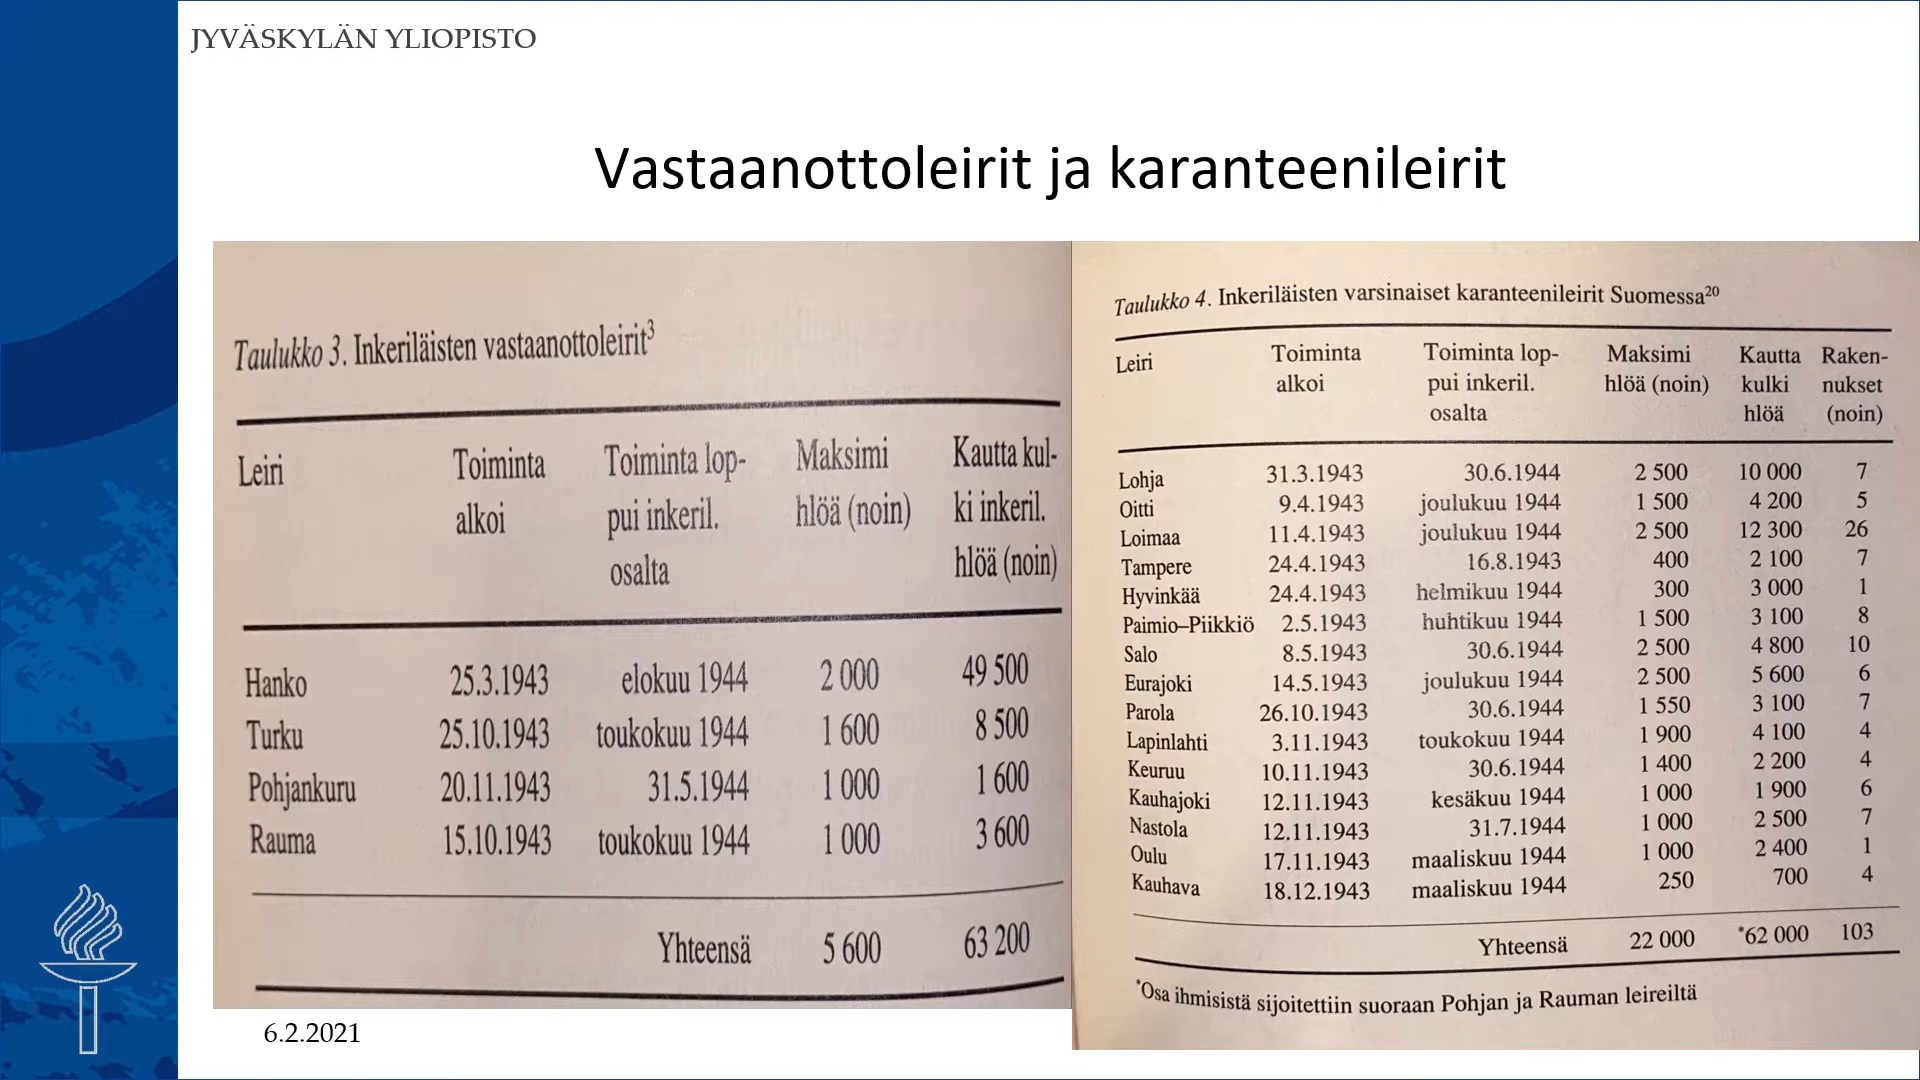 JYVÄSKYLÄN YLIOPISTO
Vastaanottoleirit ja karanteenileirit
Taulukko 3. Inkeriläisten vastaanottoleirit³
Leiri Toiminta Toiminta lop- Maksimi Kautta kul-
alkoi pui inkeril. hlöä (noin) ki inkeril.
osalta hlöä (noin)
Hanko 25.3.1943 elokuu 1944 2 000 49 500
Turku 25.10.1943 toukokuu 1944 1 600 8 500
Pohjankuru 20.11.1943 31.5.1944 1 000 1 600
Rauma 15.10.1943 toukokuu 1944 1 000 3 600
Yhteensä 5 600 63 200
Taulukko 4. Inkeriläisten varsinaiset karanteenileirit Suomessa²⁰
Leiri Toiminta Toiminta lop- Maksimi Kautta Raken-
alkoi pui inkeril. hlöä (noin) kulki nukset
osalta hlöä (noin)
Lohja 31.3.1943 30.6.1944 2 500 10 000 7
Oitti 9.4.1943 joulukuu 1944 1 500 4 200 5
Loimaa 11.4.1943 joulukuu 1944 2 500 12 300 26
Tampere 24.4.1943 16.8.1943 400 2 100 7
Hyvinkää 24.4.1943 helmikuu 1944 300 3 000 1
Paimio–Piikkiö 2.5.1943 huhtikuu 1944 1 500 3 100 8
Salo 8.5.1943 30.6.1944 2 500 4 800 10
Eurajoki 14.5.1943 joulukuu 1944 2 500 5 600 6
Parola 26.10.1943 30.6.1944 1 550 3 100 7
Lapinlahti 3.11.1943 toukokuu 1944 1 900 4 100 4
Keuruu 10.11.1943 30.6.1944 1 400 2 200 4
Kauhajoki 12.11.1943 kesäkuu 1944 1 000 1 900 6
Nastola 12.11.1943 31.7.1944 1 000 2 500 7
Oulu 17.11.1943 maaliskuu 1944 1 000 2 400 1
Kauhava 18.12.1943 maaliskuu 1944 250 700 4
Yhteensä 22 000 *62 000 103
*Osa ihmisistä sijoitettiin suoraan Pohjan ja Rauman leireiltä
6.2.2021